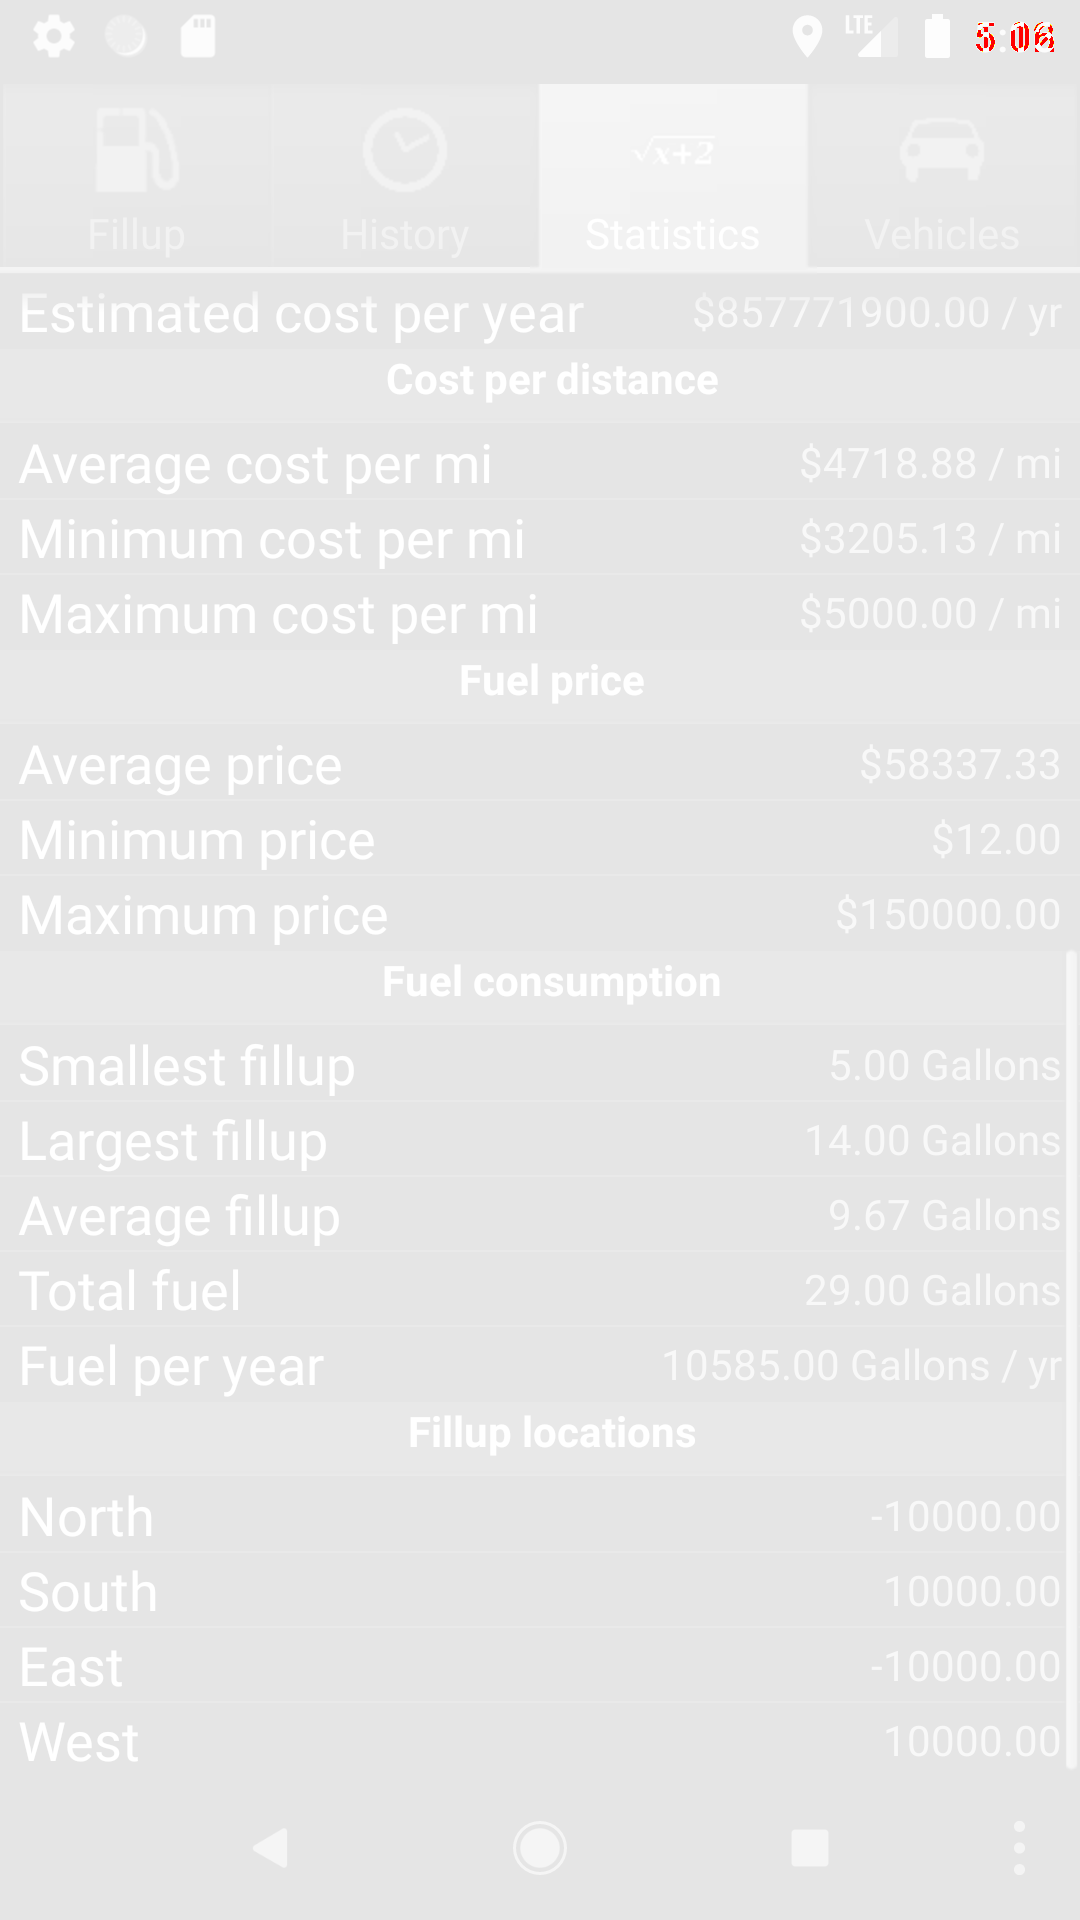 LTE
Fillup History √x+2 Statistics Vehicles
Estimated cost per year $857771900.00 / yr
Cost per distance
Average cost per mi $4718.88 / mi
Minimum cost per mi $3205.13 / mi
Maximum cost per mi $5000.00 / mi
Fuel price
Average price $58337.33
Minimum price $12.00
Maximum price $150000.00
Fuel consumption
Smallest fillup 5.00 Gallons
Largest fillup 14.00 Gallons
Average fillup 9.67 Gallons
Total fuel 29.00 Gallons
Fuel per year 10585.00 Gallons / yr
Fillup locations
North -10000.00
South 10000.00
East -10000.00
West 10000.00